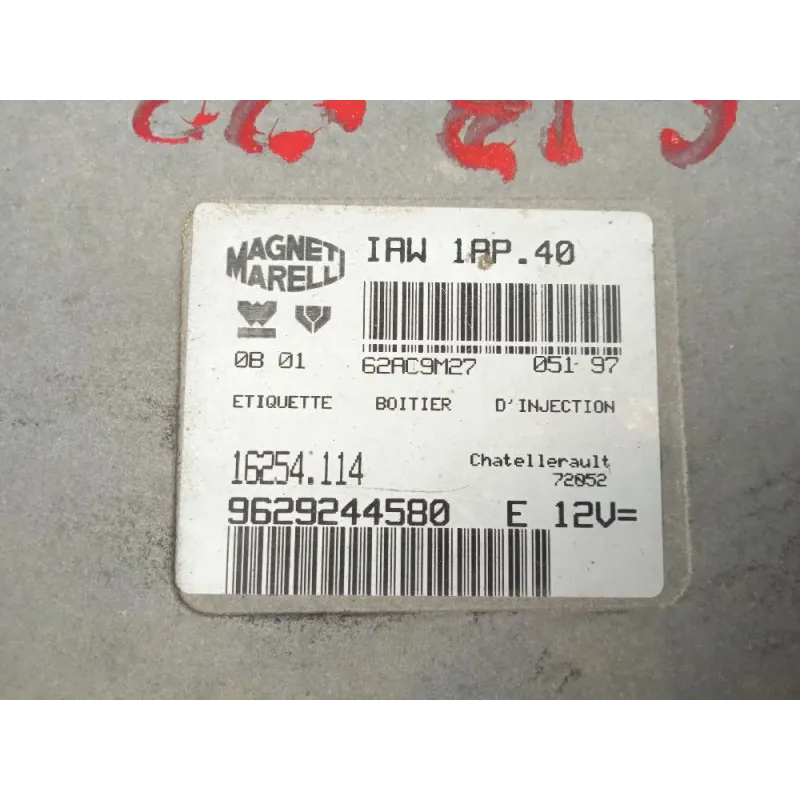 MAGNETI MARELLI
IAW 1AP.40
0B 01
62AC9M27 051 97
ETIQUETTE BOITIER D'INJECTION
16254.114
Chatellerault
72052
9629244580 E 12V=